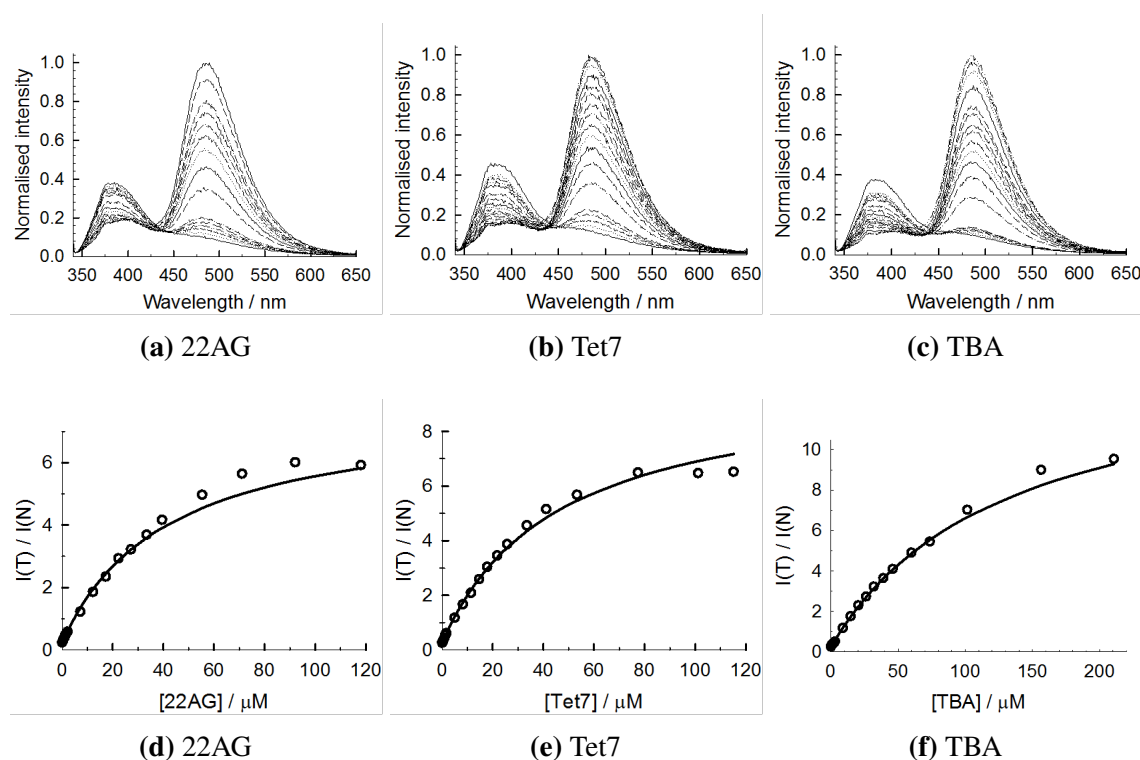 Normalised intensity
1.0
0.8
0.6
0.4
0.2
0.0
350 400 450 500 550 600 650
Wavelength / nm
(a) 22AG
Normalised intensity
1.0
0.8
0.6
0.4
0.2
0.0
350 400 450 500 550 600 650
Wavelength / nm
(b) Tet7
Normalised intensity
1.0
0.8
0.6
0.4
0.2
0.0
350 400 450 500 550 600 650
Wavelength / nm
(c) TBA
I(T) / I(N)
6
4
2
0
0 20 40 60 80 100 120
[22AG] / μM
(d) 22AG
I(T) / I(N)
8
6
4
2
0
0 20 40 60 80 100 120
[Tet7] / μM
(e) Tet7
I(T) / I(N)
10
8
6
4
2
0
0 50 100 150 200
[TBA] / μM
(f) TBA